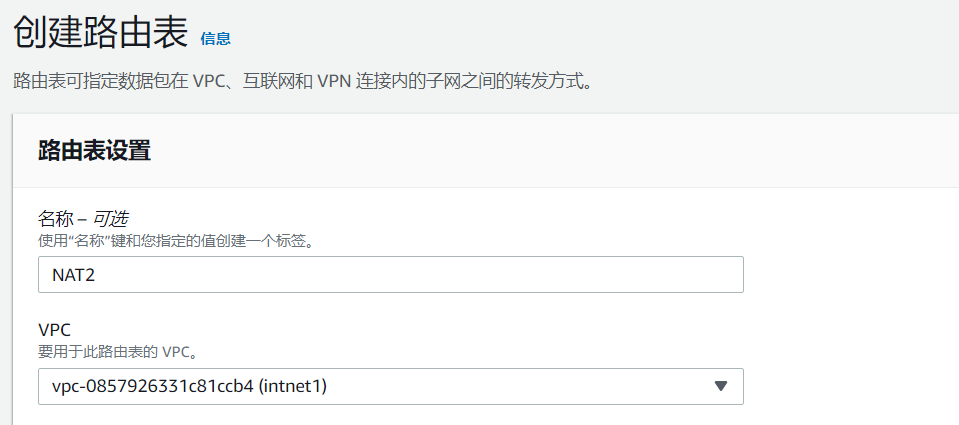 创建路由表 信息
路由表可指定数据包在 VPC、互联网和 VPN 连接内的子网之间的转发方式。
路由表设置
名称 – 可选
使用“名称”键和您指定的值创建一个标签。
NAT2
VPC
要用于此路由表的 VPC。
vpc-0857926331c81ccb4 (intnet1)